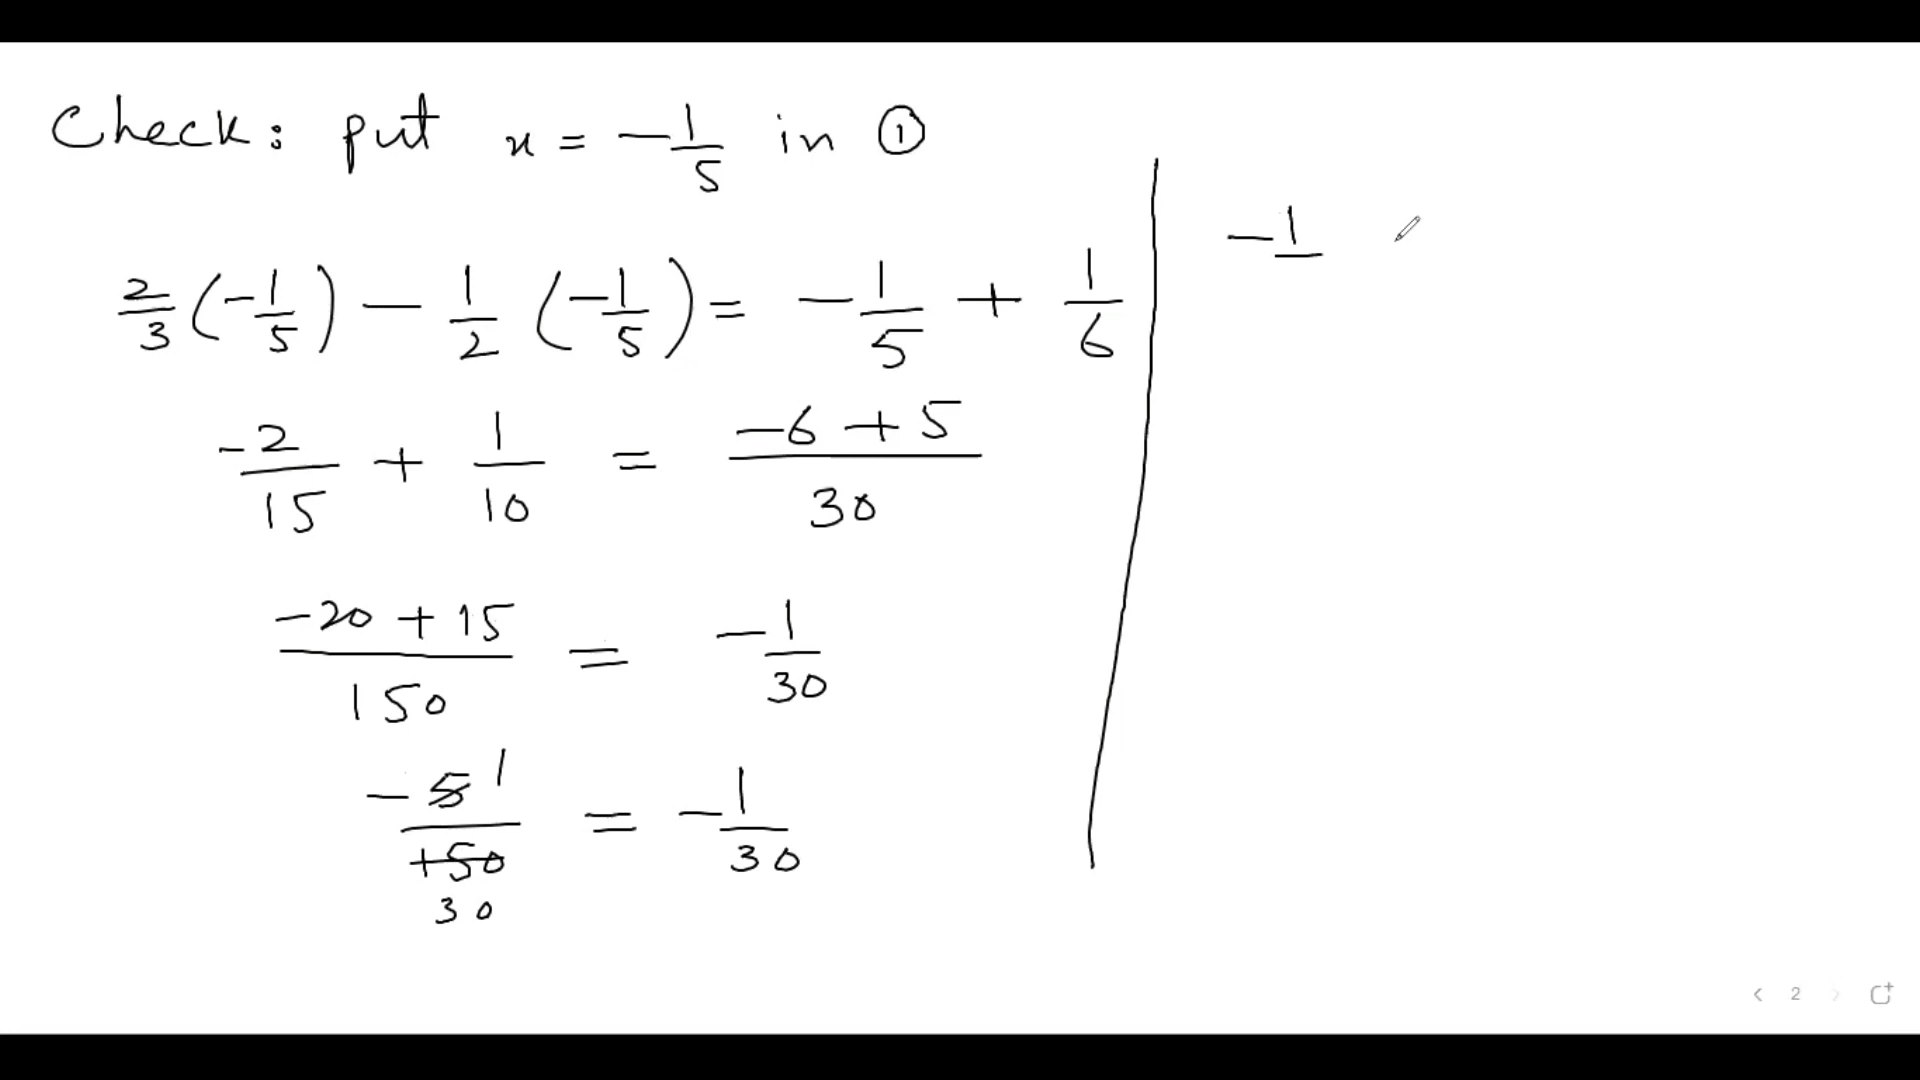 Check: put x = -1/5 in ①
2/3 (-1/5) - 1/2 (-1/5) = -1/5 + 1/6
-2/15 + 1/10 = (-6 + 5)/30
(-20 + 15)/150 = -1/30
-5 1/150 30 = -1/30
-1
2